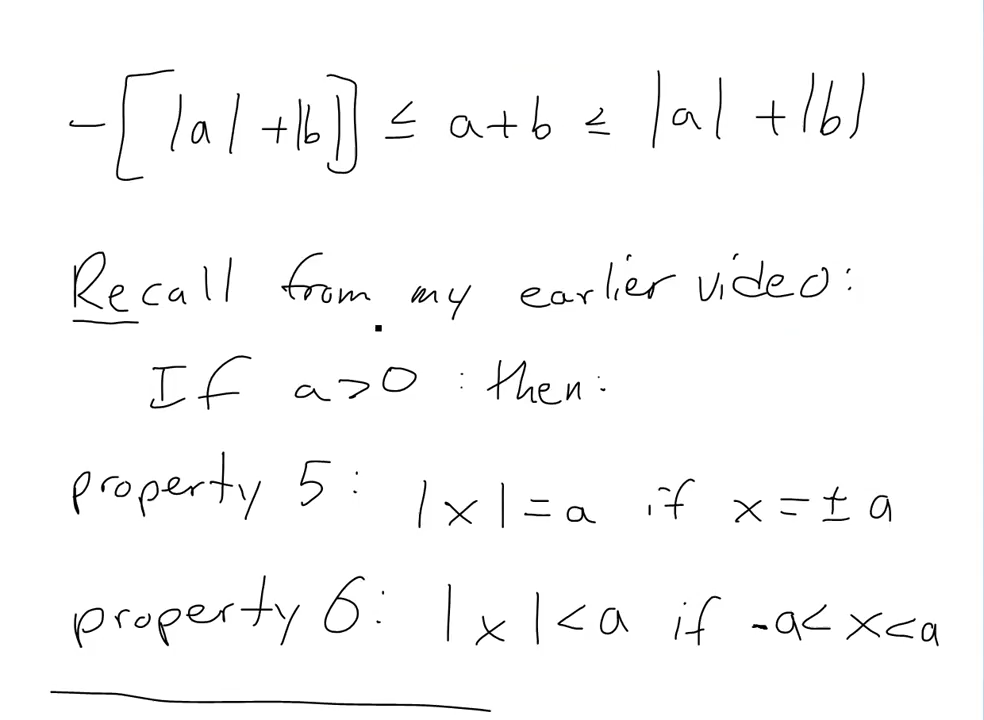 -[|a| + |b|] ≤ a + b ≤ |a| + |b|
Recall from my earlier video:
If a > 0 : then:
property 5: |x| = a if x = ± a
property 6: |x| < a if -a < x < a